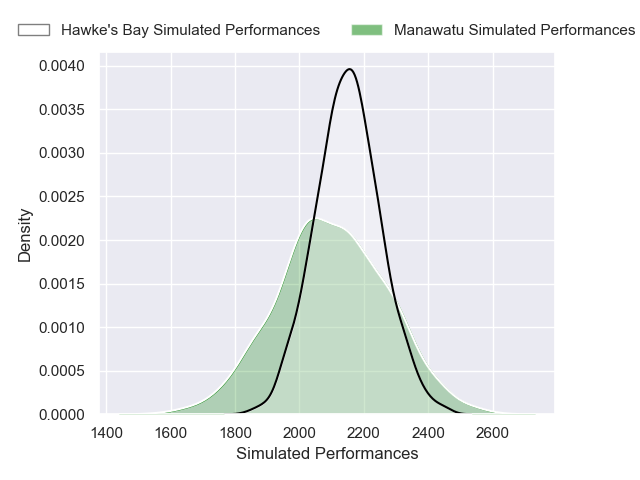 Hawke's Bay Simulated Performances
Manawatu Simulated Performances
0.0040
0.0035
0.0030
0.0025
0.0020
0.0015
0.0010
0.0005
0.0000
Density
1400 1600 1800 2000 2200 2400 2600
Simulated Performances